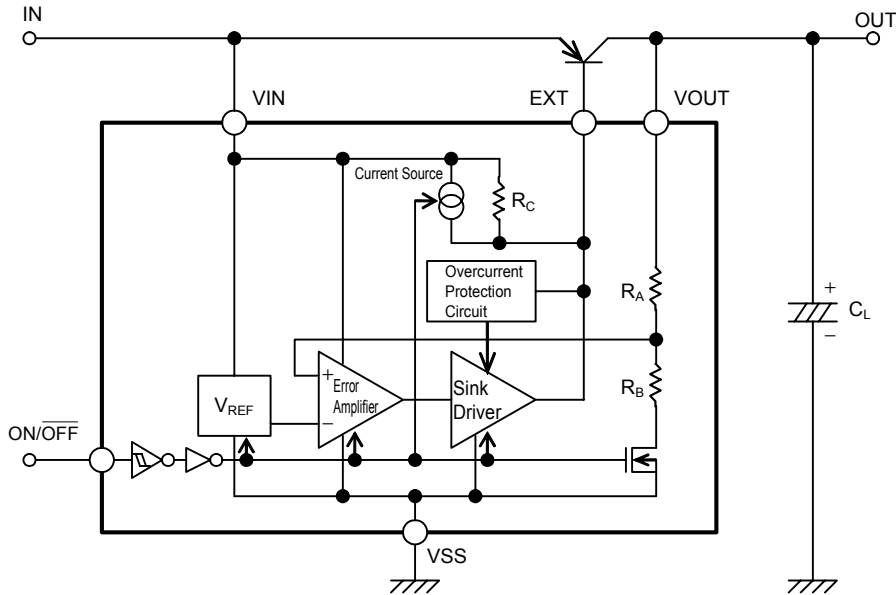 IN
OUT
VIN
EXT
VOUT
Current Source
RC
Overcurrent
Protection
Circuit
RA
+
CL
−
+
Error
Amplifier
−
Sink
Driver
RB
VREF
ON/OFF
VSS